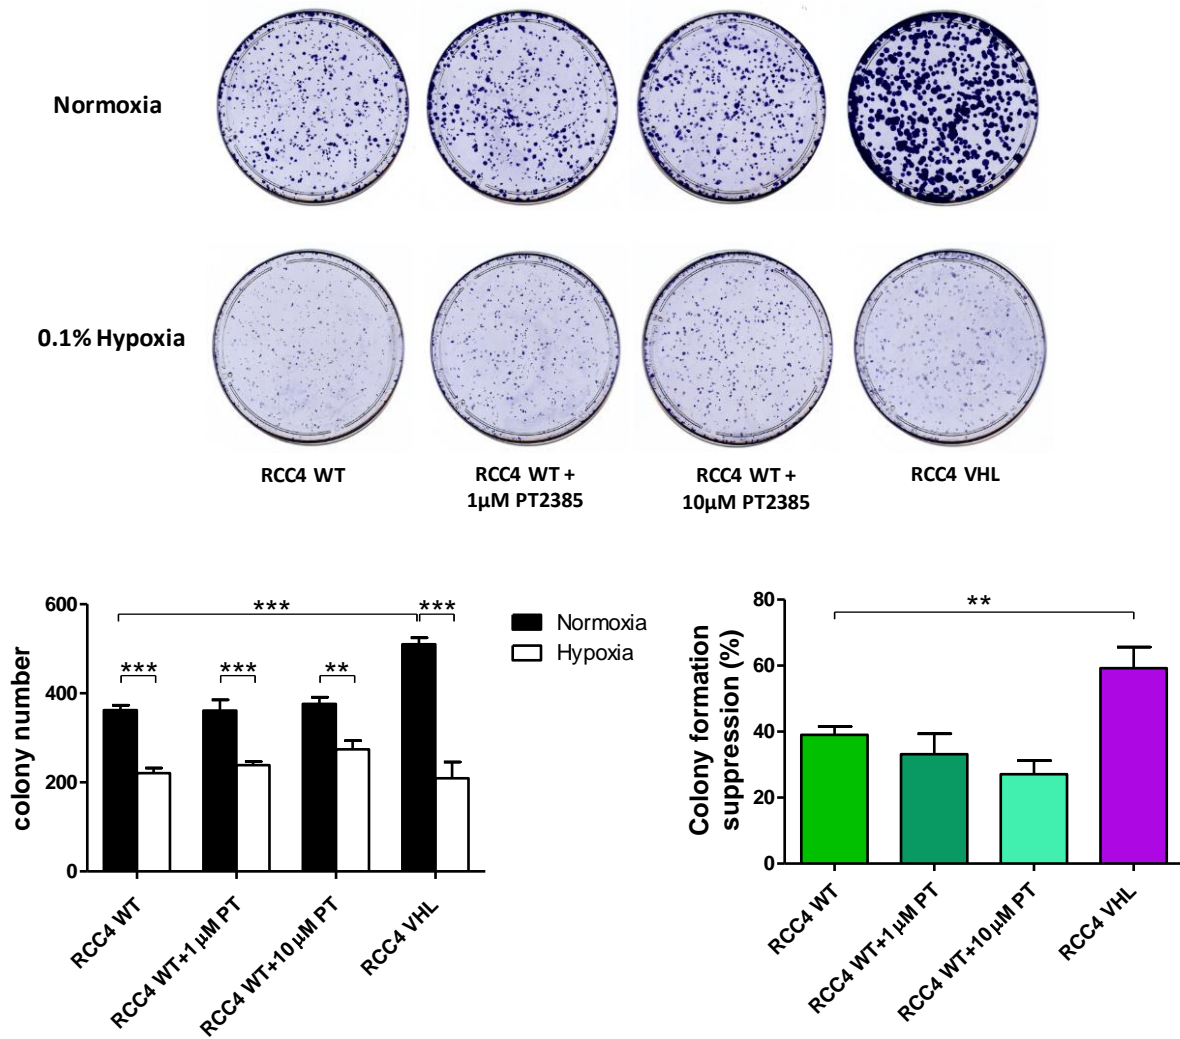 Normoxia
0.1% Hypoxia
RCC4 WT
RCC4 WT +
1μM PT2385
RCC4 WT +
10μM PT2385
RCC4 VHL
600
400
200
0
colony number
***
***
***
***
**
Normoxia
Hypoxia
RCC4 WT
RCC4 WT+1 μM PT
RCC4 WT+10 μM PT
RCC4 VHL
80
60
40
20
0
Colony formation
suppression (%)
**
RCC4 WT
RCC4 WT+1 μM PT
RCC4 WT+10 μM PT
RCC4 VHL